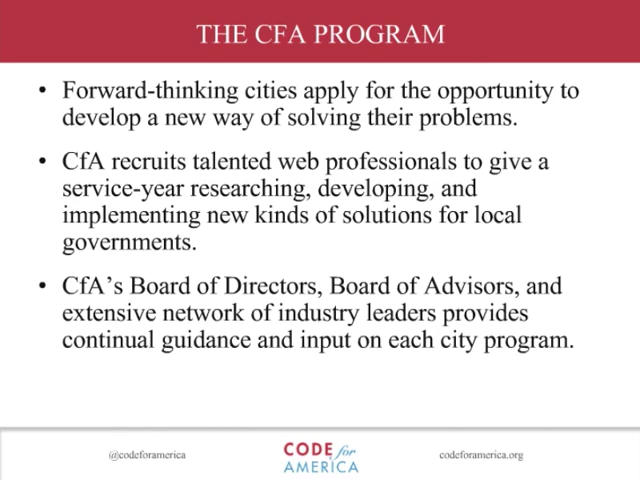 THE CFA PROGRAM
• Forward-thinking cities apply for the opportunity to
develop a new way of solving their problems.
• CfA recruits talented web professionals to give a
service-year researching, developing, and
implementing new kinds of solutions for local
governments.
• CfA's Board of Directors, Board of Advisors, and
extensive network of industry leaders provides
continual guidance and input on each city program.
@codeforamerica
CODE for
AMERICA
codeforamerica.org